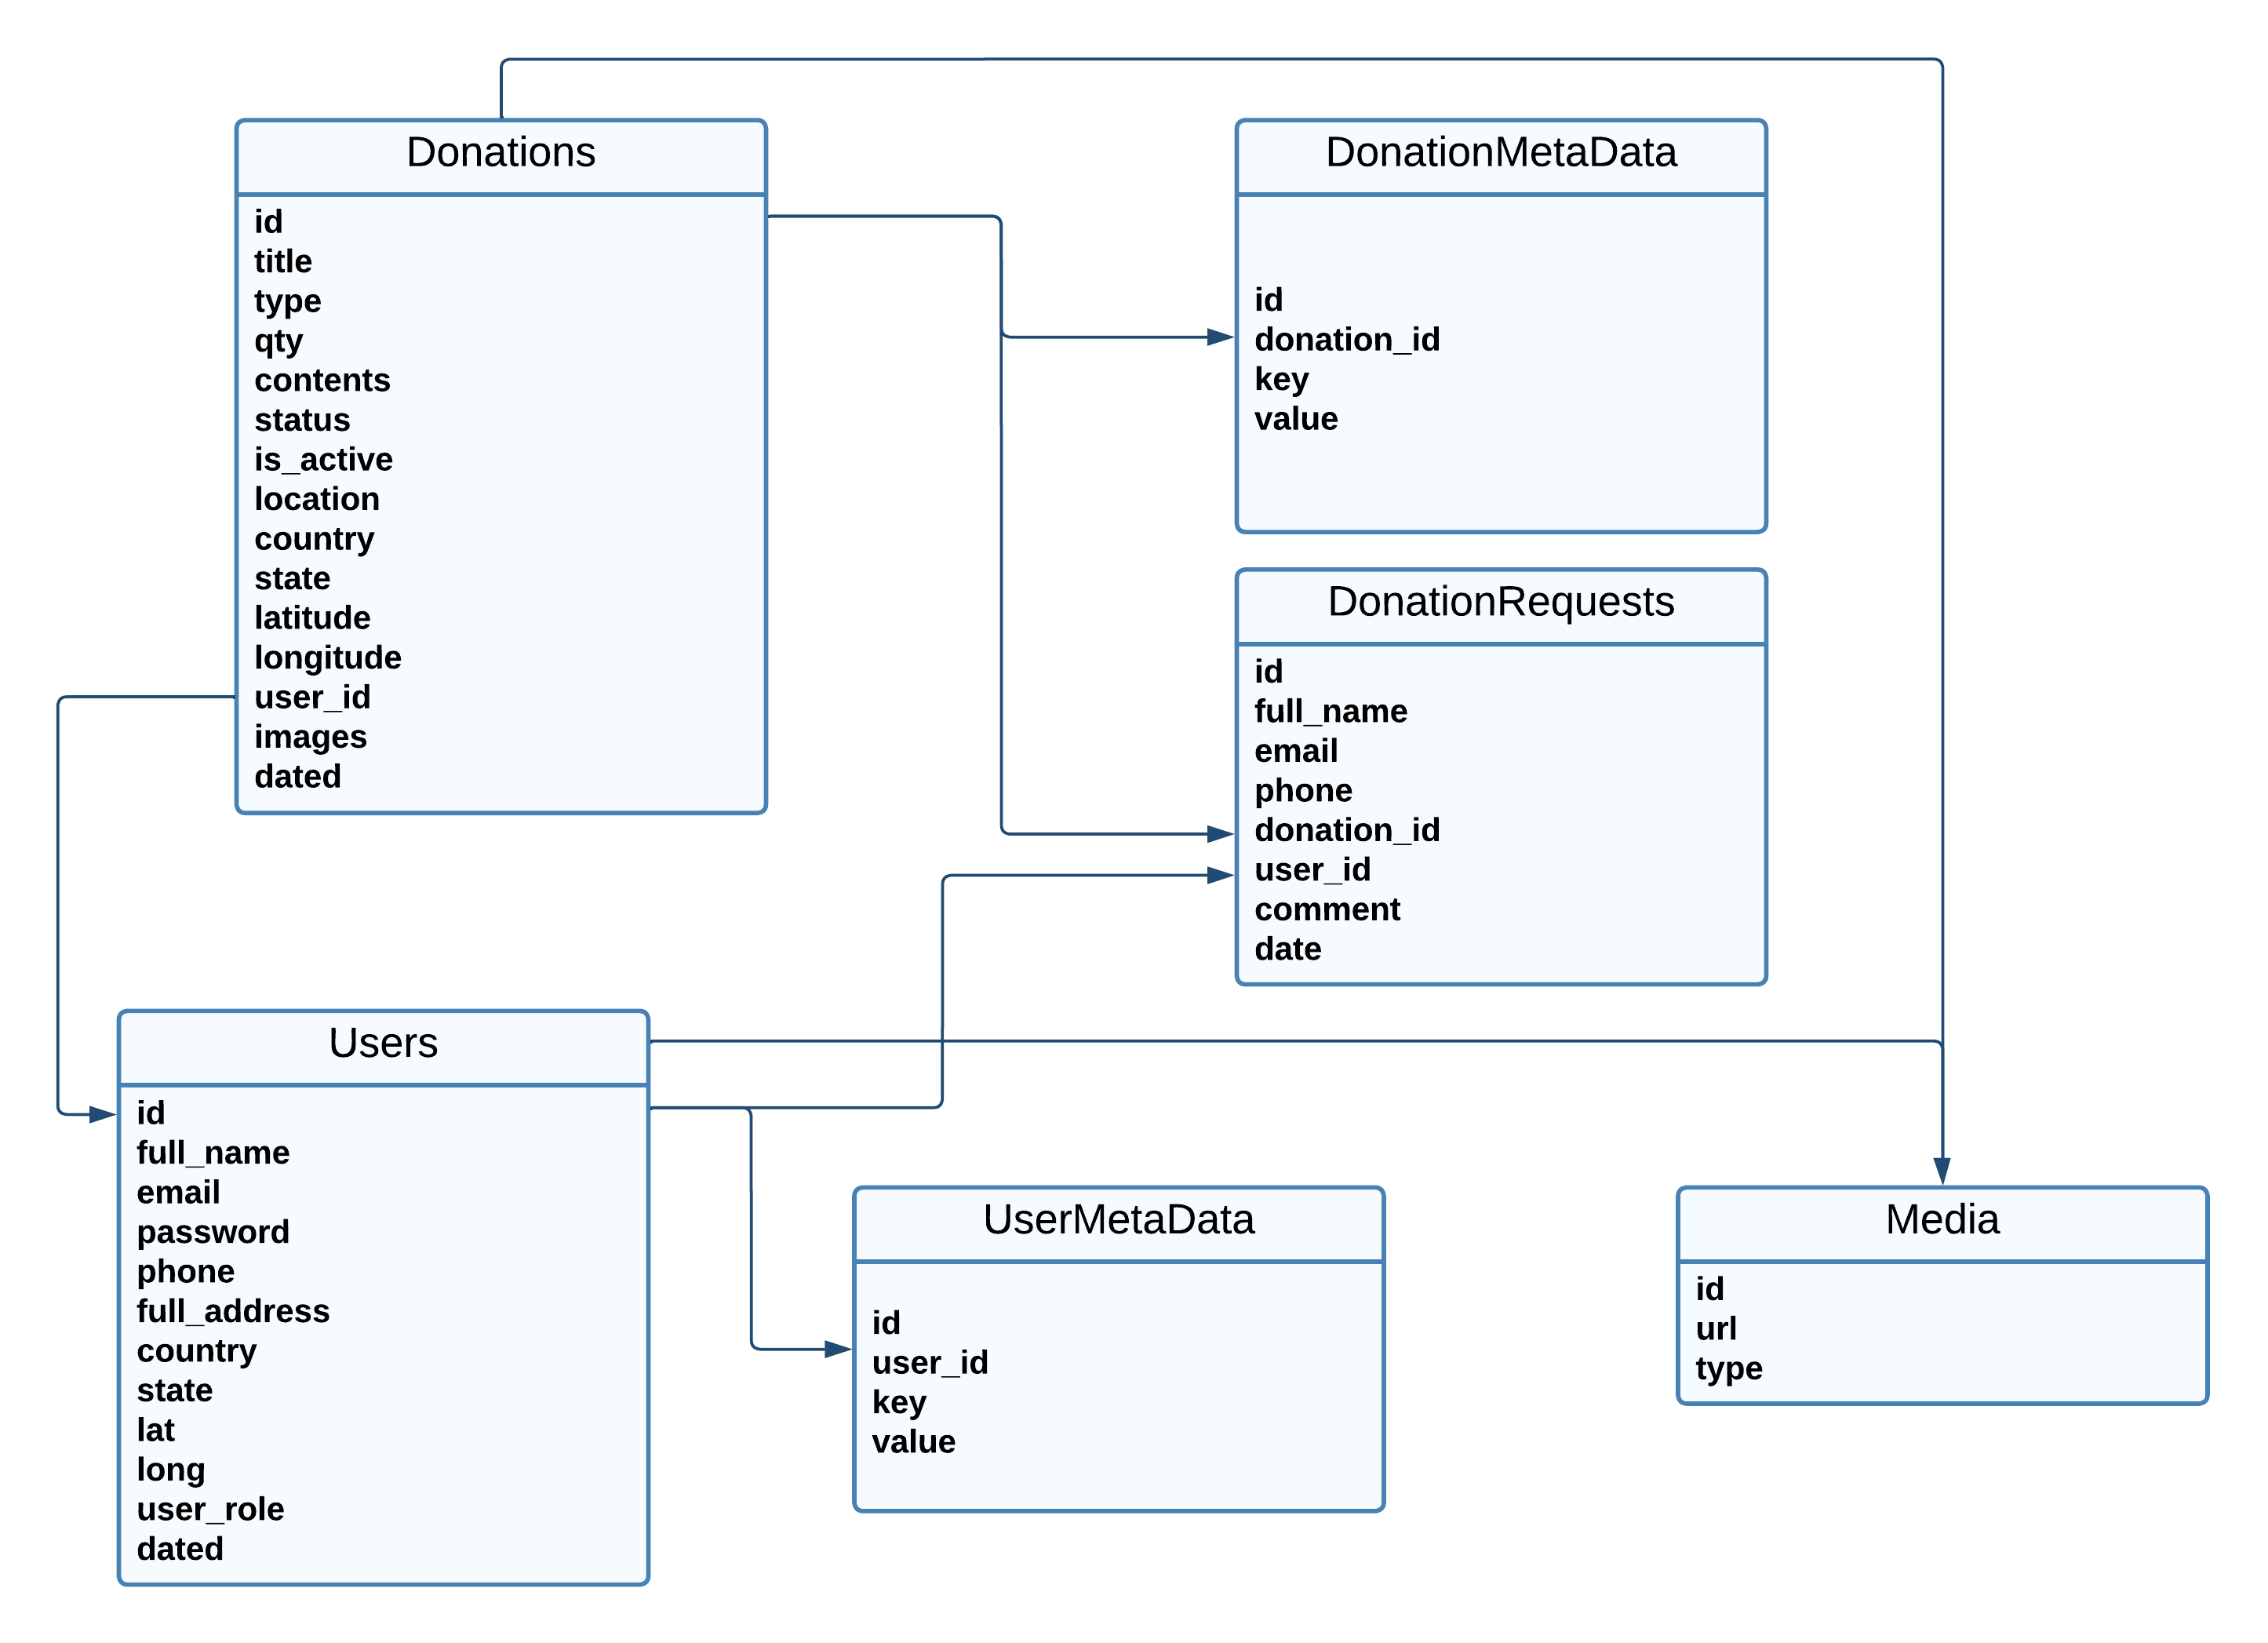 Donations
id
title
type
qty
contents
status
is_active
location
country
state
latitude
longitude
user_id
images
dated
DonationMetaData
id
donation_id
key
value
DonationRequests
id
full_name
email
phone
donation_id
user_id
comment
date
Users
id
full_name
email
password
phone
full_address
country
state
lat
long
user_role
dated
UserMetaData
id
user_id
key
value
Media
id
url
type